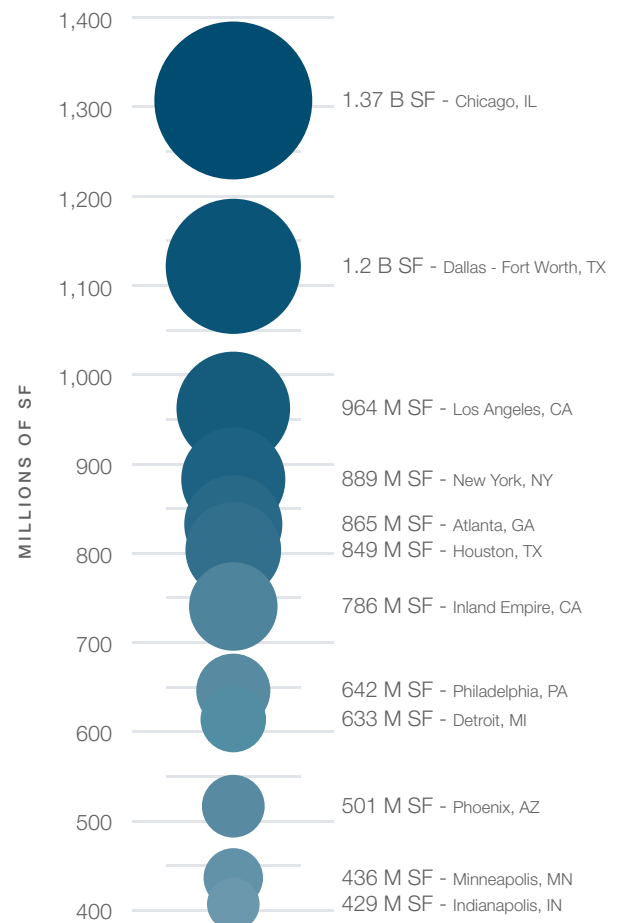 1,400
1.37 B SF - Chicago, IL
1,300
1,200
1.2 B SF - Dallas - Fort Worth, TX
1,100
1,000
964 M SF - Los Angeles, CA
MILLIONS OF SF
900
889 M SF - New York, NY
865 M SF - Atlanta, GA
849 M SF - Houston, TX
800
786 M SF - Inland Empire, CA
700
642 M SF - Philadelphia, PA
633 M SF - Detroit, MI
600
501 M SF - Phoenix, AZ
500
436 M SF - Minneapolis, MN
429 M SF - Indianapolis, IN
400